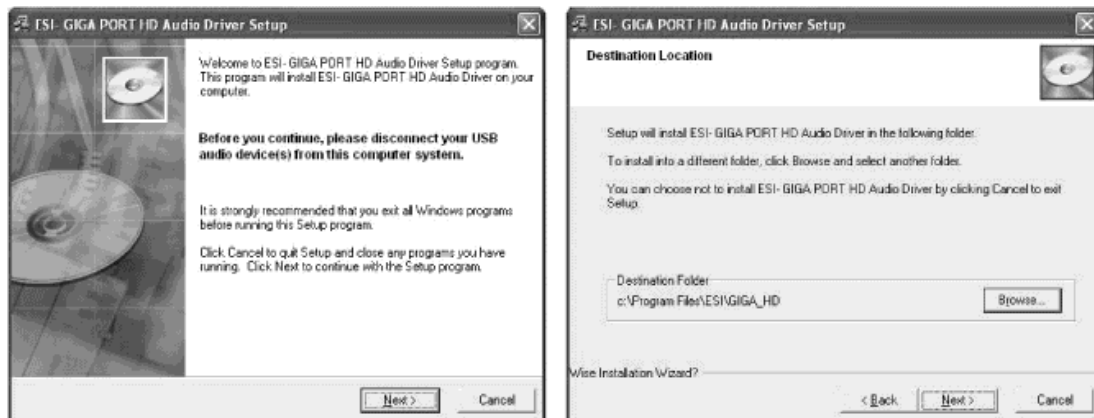 ESI- GIGA PORT HD Audio Driver Setup
Welcome to ESI- GIGA PORT HD Audio Driver Setup program.
This program will install ESI- GIGA PORT HD Audio Driver on your
computer.
Before you continue, please disconnect your USB
audio device(s) from this computer system.
It is strongly recommended that you exit all Windows programs
before running this Setup program.
Click Cancel to quit Setup and close any programs you have
running. Click Next to continue with the Setup program.
Next >
Cancel
ESI- GIGA PORT HD Audio Driver Setup
Destination Location
Setup will install ESI- GIGA PORT HD Audio Driver in the following folder.
To install into a different folder, click Browse and select another folder.
You can choose not to install ESI- GIGA PORT HD Audio Driver by clicking Cancel to exit
Setup.
Destination Folder
c:\Program Files\ESI\GIGA_HD
Browse...
Wise Installation Wizard?
< Back
Next >
Cancel